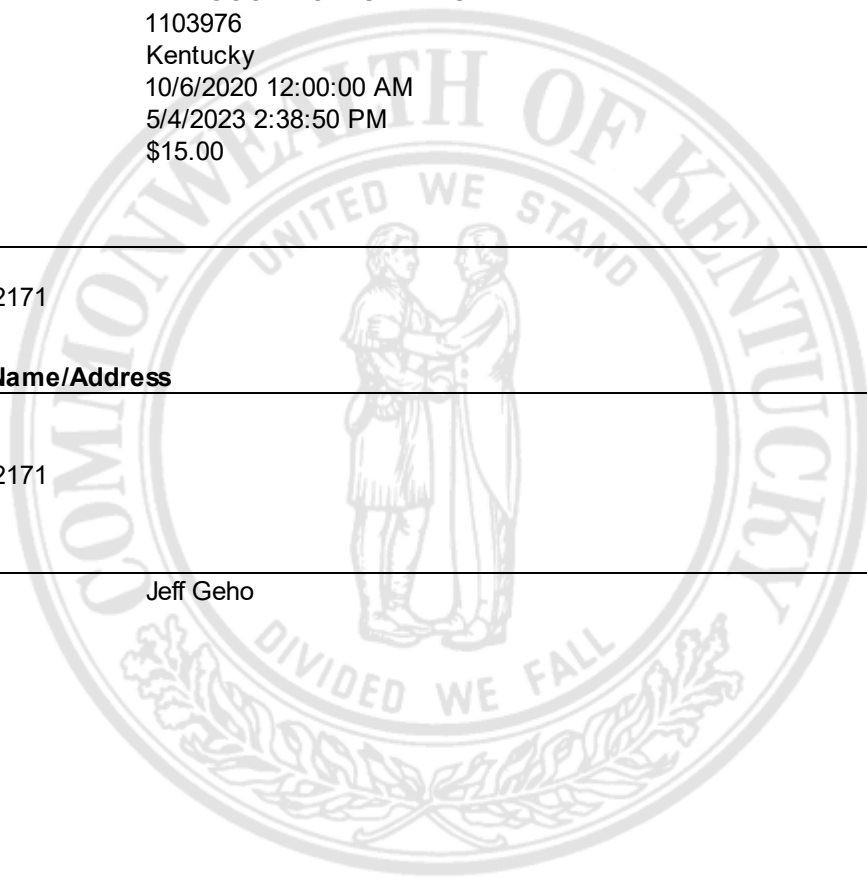 1103976
Kentucky
10/6/2020 12:00:00 AM
5/4/2023 2:38:50 PM
$15.00
2171
Name/Address
2171
Jeff Geho
COMMONWEALTH OF KENTUCKY
UNITED WE STAND
DIVIDED WE FALL